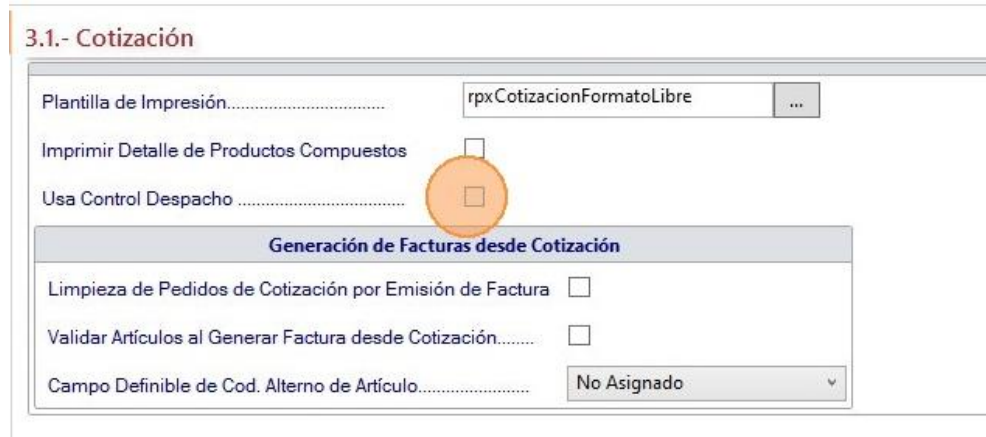 3.1.- Cotización
Plantilla de Impresión................................. rpxCotizacionFormatoLibre ...
Imprimir Detalle de Productos Compuestos
Usa Control Despacho ...................................
Generación de Facturas desde Cotización
Limpieza de Pedidos de Cotización por Emisión de Factura
Validar Artículos al Generar Factura desde Cotización........
Campo Definible de Cod. Alterno de Artículo........................ No Asignado